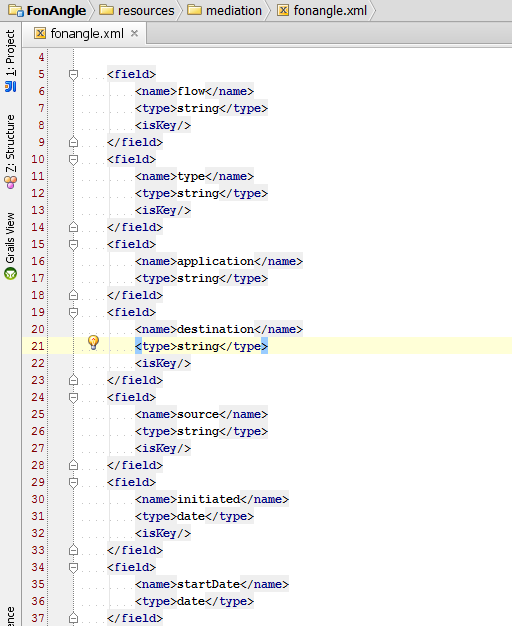 FonAngle resources mediation fonangle.xml
fonangle.xml
1: Project
Z: Structure
Grails View
ence
4
5 <field>
6 <name>flow</name>
7 <type>string</type>
8 <isKey/>
9 </field>
10 <field>
11 <name>type</name>
12 <type>string</type>
13 <isKey/>
14 </field>
15 <field>
16 <name>application</name>
17 <type>string</type>
18 </field>
19 <field>
20 <name>destination</name>
21 <type>string</type>
22 <isKey/>
23 </field>
24 <field>
25 <name>source</name>
26 <type>string</type>
27 <isKey/>
28 </field>
29 <field>
30 <name>initiated</name>
31 <type>date</type>
32 <isKey/>
33 </field>
34 <field>
35 <name>startDate</name>
36 <type>date</type>
37 </field>